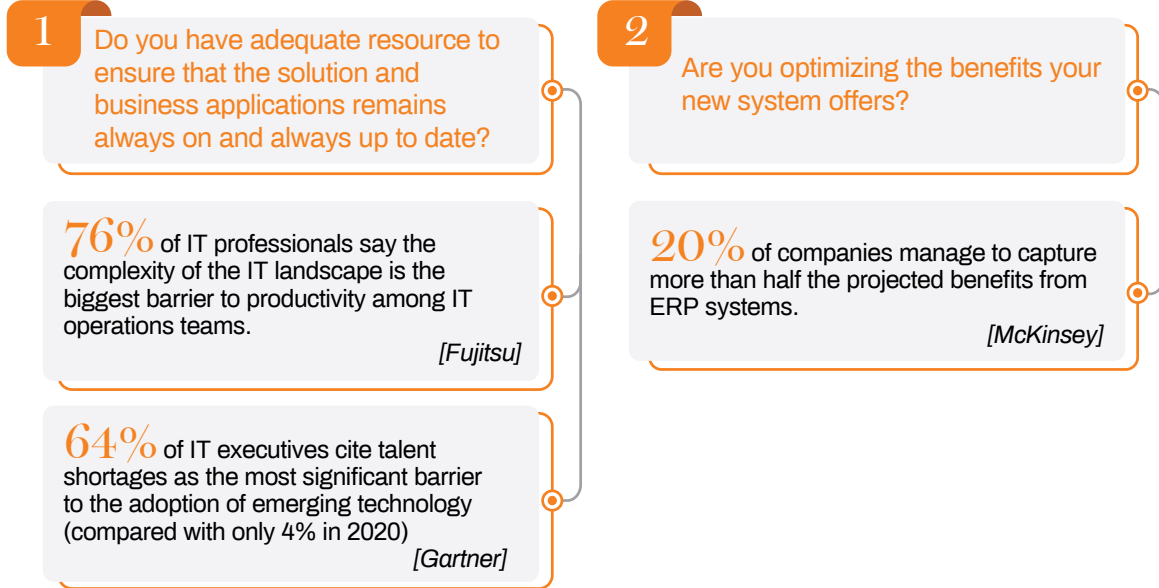 1
Do you have adequate resource to
ensure that the solution and
business applications remains
always on and always up to date?
76% of IT professionals say the
complexity of the IT landscape is the
biggest barrier to productivity among IT
operations teams.
[Fujitsu]
64% of IT executives cite talent
shortages as the most significant barrier
to the adoption of emerging technology
(compared with only 4% in 2020)
[Gartner]
2
Are you optimizing the benefits your
new system offers?
20% of companies manage to capture
more than half the projected benefits from
ERP systems.
[McKinsey]